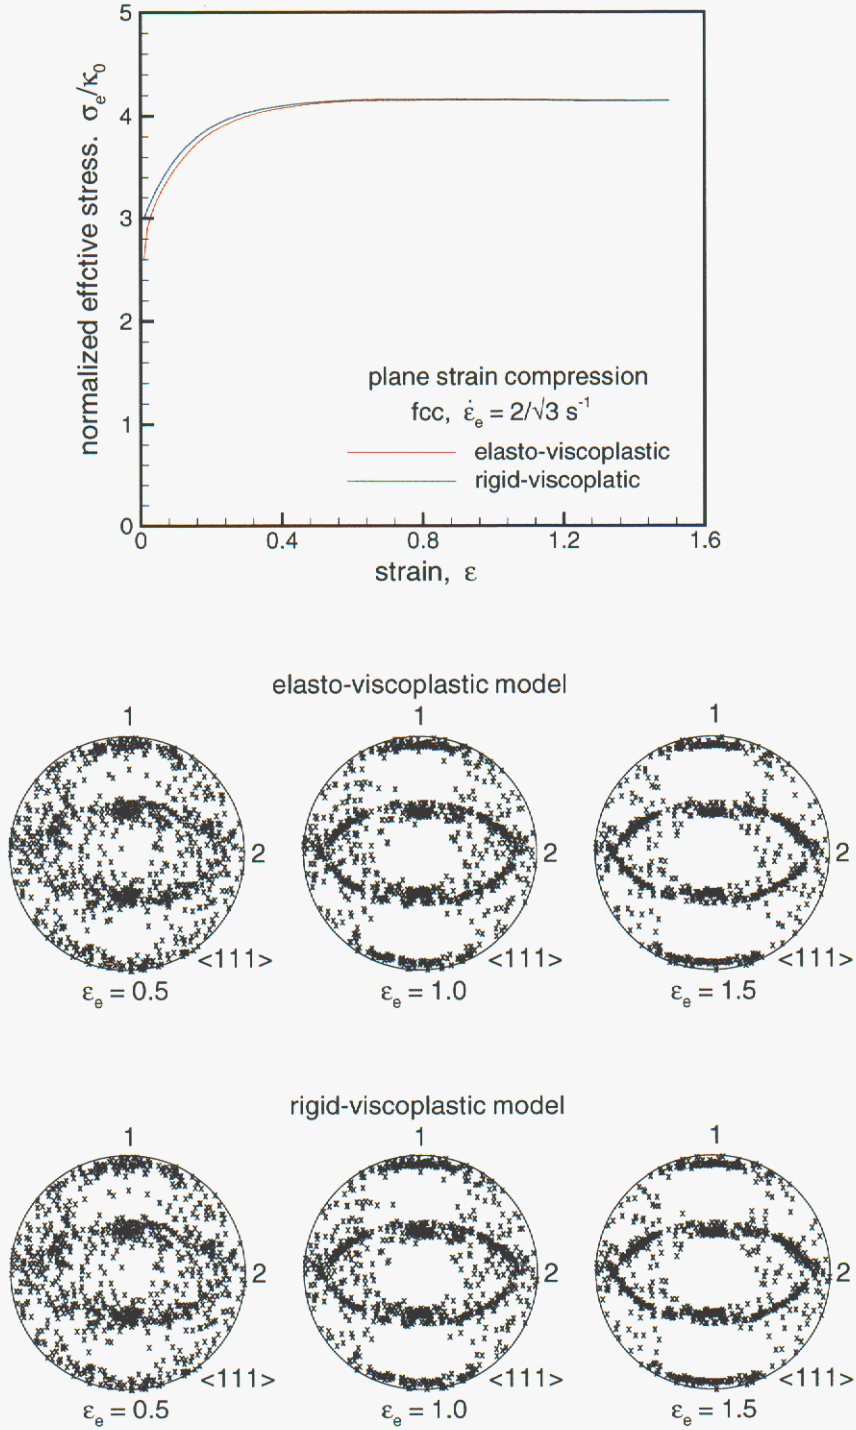 5
4
3
2
1
0
normalized effctive stress. σₑ/κ₀
plane strain compression
fcc, ε̇ₑ = 2/√3 s⁻¹
elasto-viscoplastic
rigid-viscoplatic
0 0.4 0.8 1.2 1.6
strain, ε
elasto-viscoplastic model
1 1 1
2 2 2
<111> <111> <111>
εₑ = 0.5 εₑ = 1.0 εₑ = 1.5
rigid-viscoplastic model
1 1 1
2 2 2
<111> <111> <111>
εₑ = 0.5 εₑ = 1.0 εₑ = 1.5